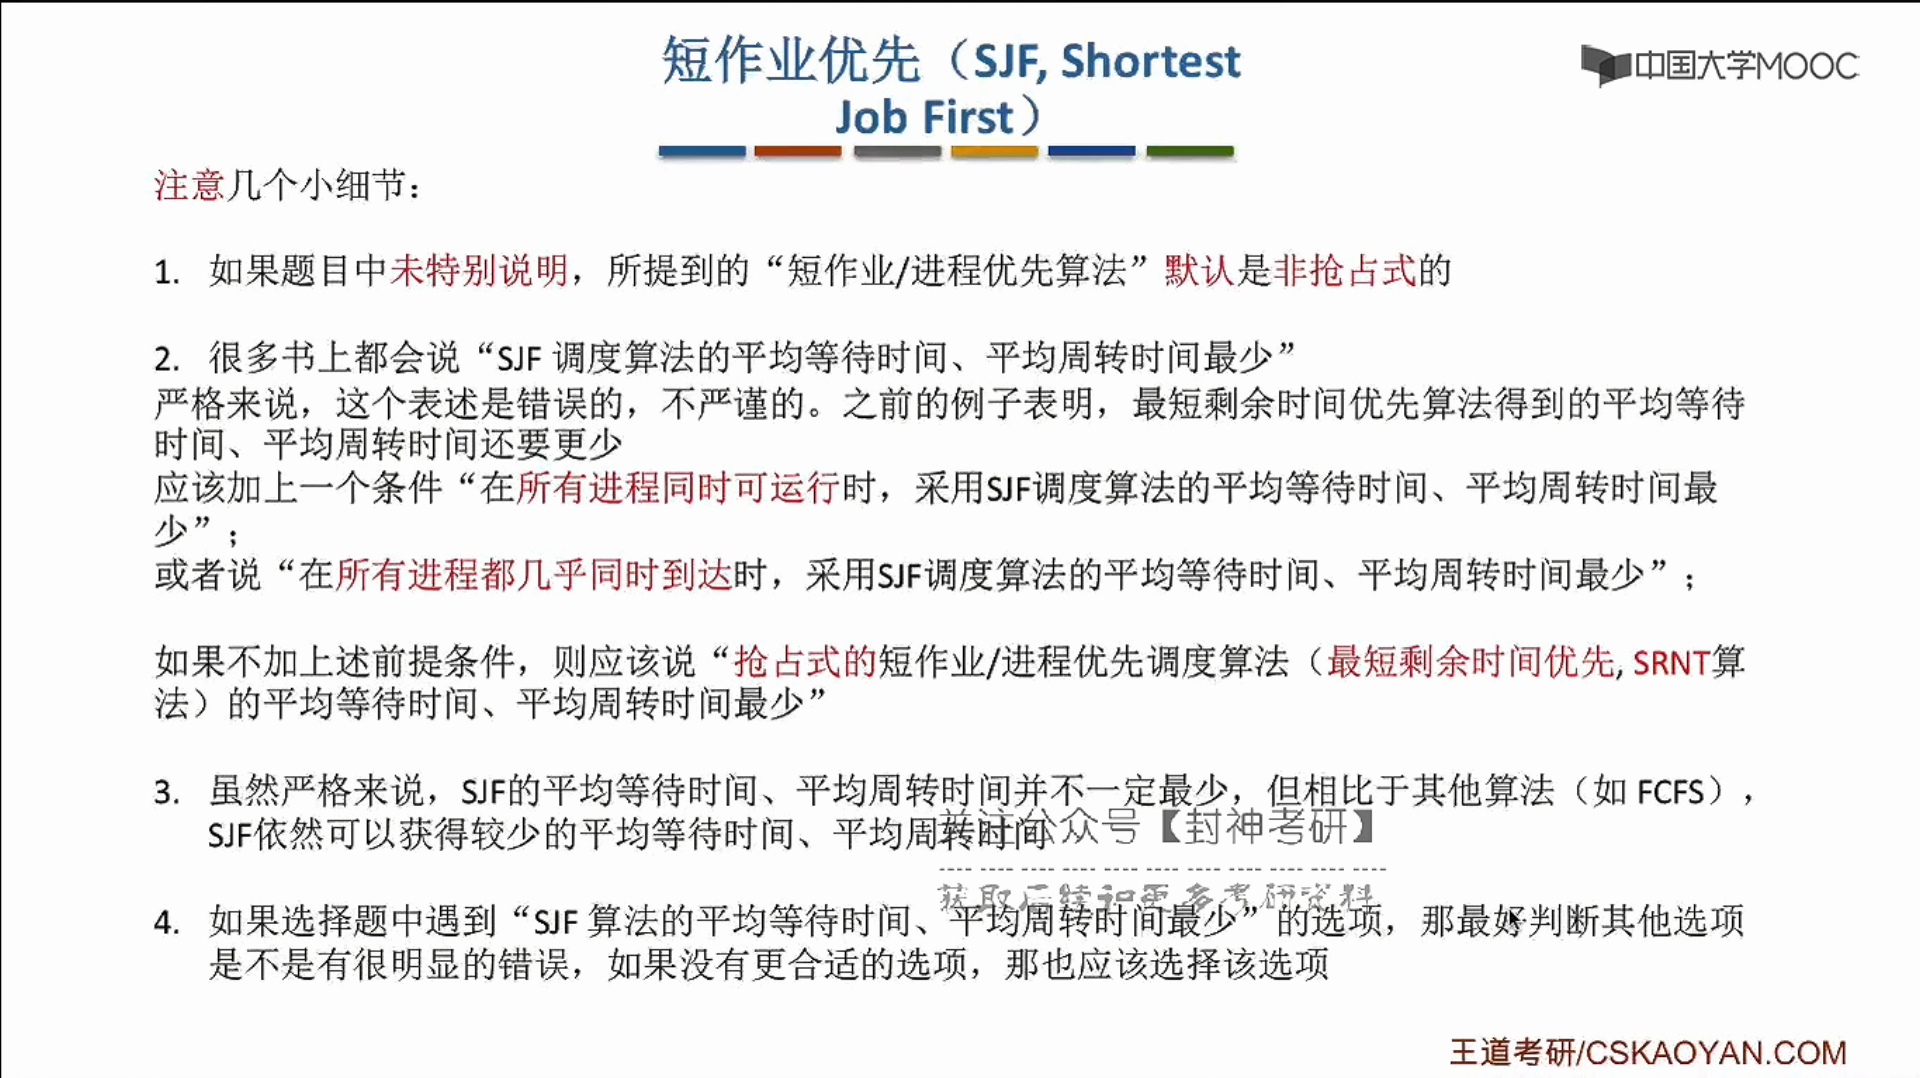 短作业优先（SJF, Shortest
Job First）
中国大学MOOC
注意几个小细节：
1. 如果题目中未特别说明，所提到的“短作业/进程优先算法”默认是非抢占式的
2. 很多书上都会说“SJF 调度算法的平均等待时间、平均周转时间最少”
严格来说，这个表述是错误的，不严谨的。之前的例子表明，最短剩余时间优先算法得到的平均等待
时间、平均周转时间还要更少
应该加上一个条件“在所有进程同时可运行时，采用SJF调度算法的平均等待时间、平均周转时间最
少”；
或者说“在所有进程都几乎同时到达时，采用SJF调度算法的平均等待时间、平均周转时间最少”；
如果不加上述前提条件，则应该说“抢占式的短作业/进程优先调度算法（最短剩余时间优先, SRNT算
法）的平均等待时间、平均周转时间最少”
3. 虽然严格来说，SJF的平均等待时间、平均周转时间并不一定最少，但相比于其他算法（如 FCFS），
SJF依然可以获得较少的平均等待时间、平均周转时间
关注公众号【封神考研】
获取后续和更多考研资料
4. 如果选择题中遇到“SJF 算法的平均等待时间、平均周转时间最少”的选项，那最好判断其他选项
是不是有很明显的错误，如果没有更合适的选项，那也应该选择该选项
王道考研/CSKAOYAN.COM